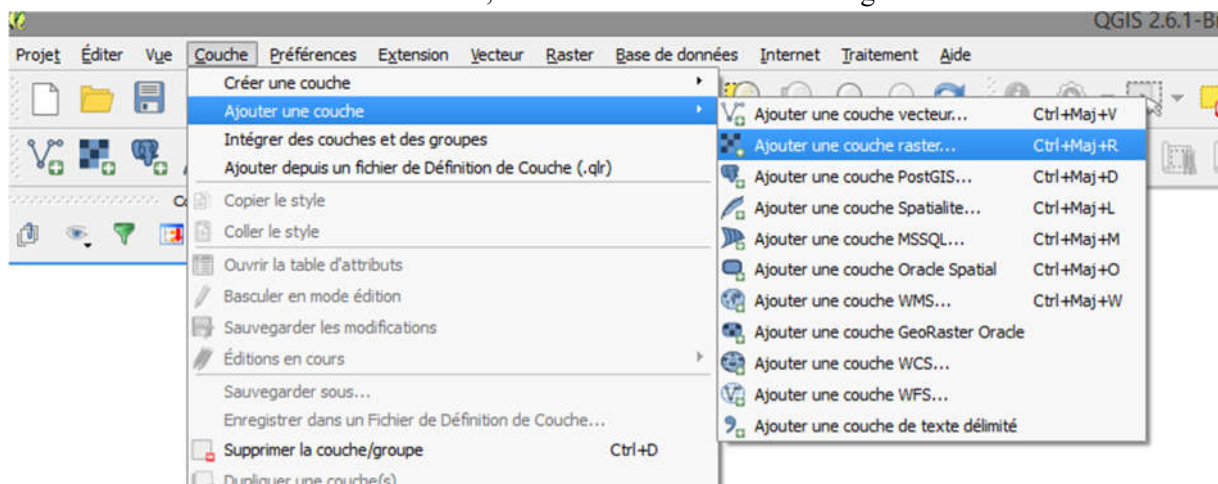 QGIS 2.6.1-B
Projet Éditer Vue Couche Préférences Extension Vecteur Raster Base de données Internet Traitement Aide
Créer une couche
Ajouter une couche
Intégrer des couches et des groupes
Ajouter depuis un fichier de Définition de Couche (.qlr)
Copier le style
Coller le style
Ouvrir la table d'attributs
Basculer en mode édition
Sauvegarder les modifications
Éditions en cours
Sauvegarder sous...
Enregistrer dans un Fichier de Définition de Couche...
Supprimer la couche/groupe Ctrl+D
Dupliquer une couche(s)
Ajouter une couche vecteur... Ctrl+Maj+V
Ajouter une couche raster... Ctrl+Maj+R
Ajouter une couche PostGIS... Ctrl+Maj+D
Ajouter une couche Spatialite... Ctrl+Maj+L
Ajouter une couche MSSQL... Ctrl+Maj+M
Ajouter une couche Oracle Spatial Ctrl+Maj+O
Ajouter une couche WMS... Ctrl+Maj+W
Ajouter une couche GeoRaster Oracle
Ajouter une couche WCS...
Ajouter une couche WFS...
Ajouter une couche de texte délimité